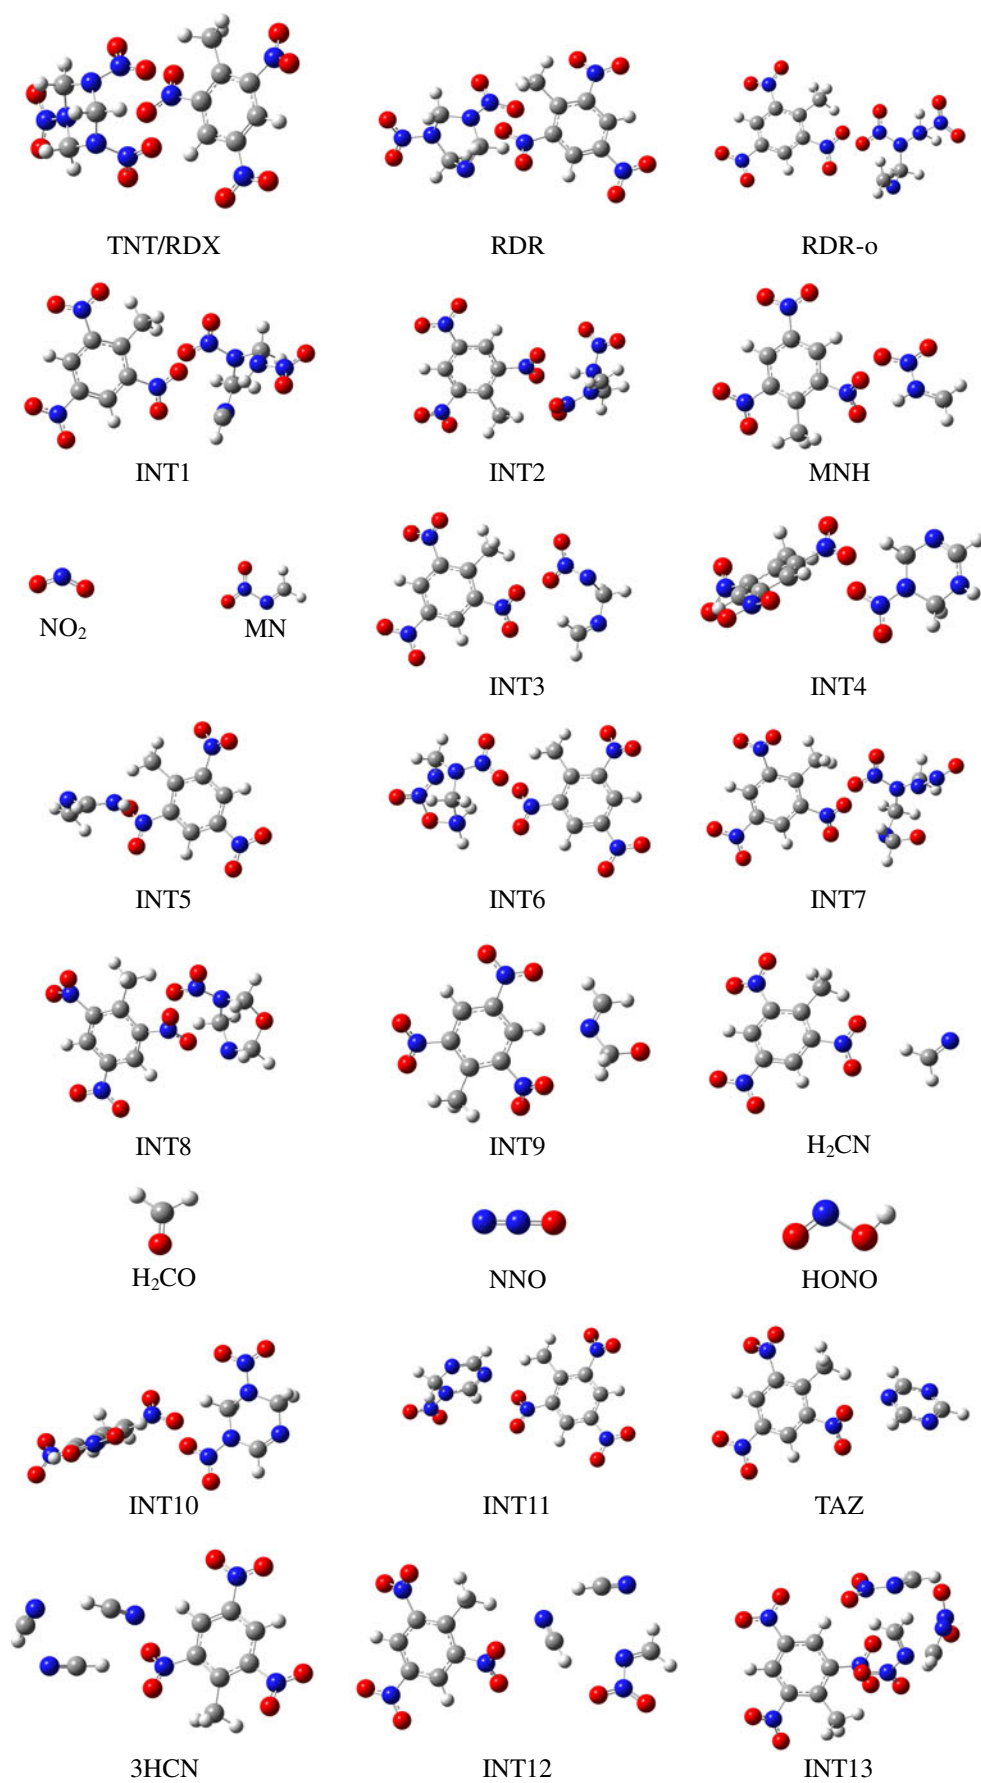 TNT/RDX RDR RDR-o
INT1 INT2 MNH
NO₂ MN INT3 INT4
INT5 INT6 INT7
INT8 INT9 H₂CN
H₂CO NNO HONO
INT10 INT11 TAZ
3HCN INT12 INT13